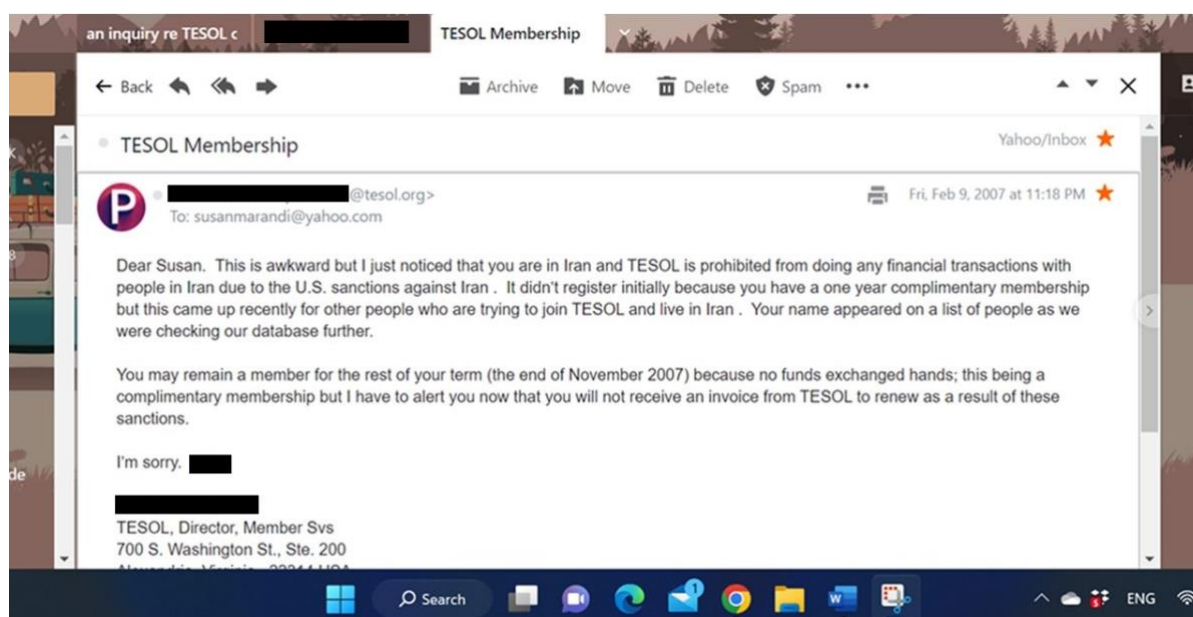 an inquiry re TESOL c
TESOL Membership
Back
Archive
Move
Delete
Spam
TESOL Membership
Yahoo/Inbox
P
@tesol.org>
Fri, Feb 9, 2007 at 11:18 PM
To: susanmarandi@yahoo.com
Dear Susan. This is awkward but I just noticed that you are in Iran and TESOL is prohibited from doing any financial transactions with
people in Iran due to the U.S. sanctions against Iran . It didn't register initially because you have a one year complimentary membership
but this came up recently for other people who are trying to join TESOL and live in Iran . Your name appeared on a list of people as we
were checking our database further.
You may remain a member for the rest of your term (the end of November 2007) because no funds exchanged hands; this being a
complimentary membership but I have to alert you now that you will not receive an invoice from TESOL to renew as a result of these
sanctions.
I'm sorry.
de
TESOL, Director, Member Svs
700 S. Washington St., Ste. 200
Search
1
ENG